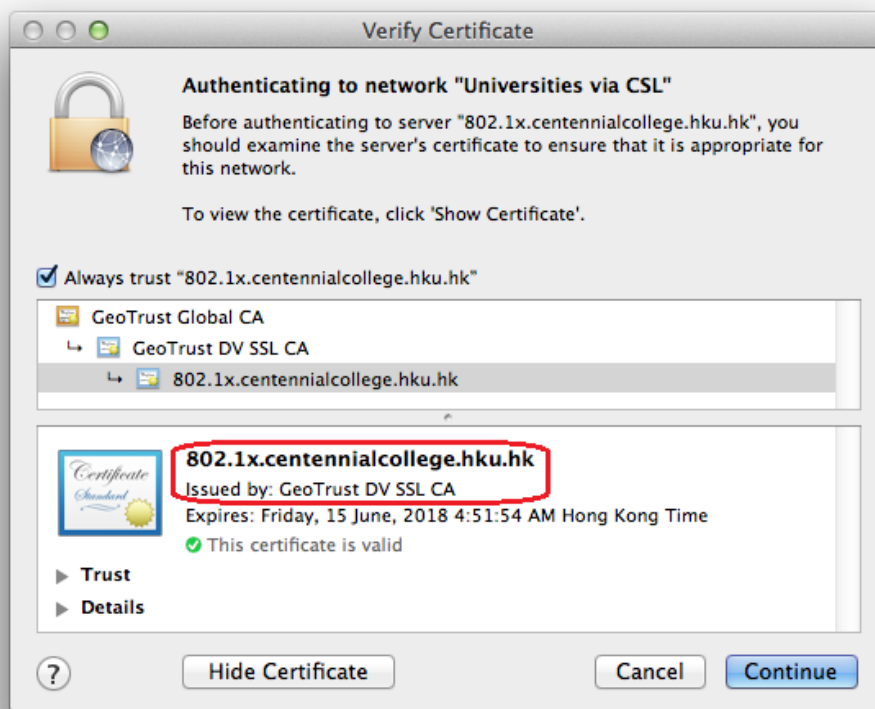 Verify Certificate
Authenticating to network "Universities via CSL"
Before authenticating to server "802.1x.centennialcollege.hku.hk", you
should examine the server's certificate to ensure that it is appropriate for
this network.
To view the certificate, click 'Show Certificate'.
Always trust “802.1x.centennialcollege.hku.hk”
GeoTrust Global CA
GeoTrust DV SSL CA
802.1x.centennialcollege.hku.hk
Certificate
Standard
802.1x.centennialcollege.hku.hk
Issued by: GeoTrust DV SSL CA
Expires: Friday, 15 June, 2018 4:51:54 AM Hong Kong Time
This certificate is valid
Trust
Details
? Hide Certificate Cancel Continue